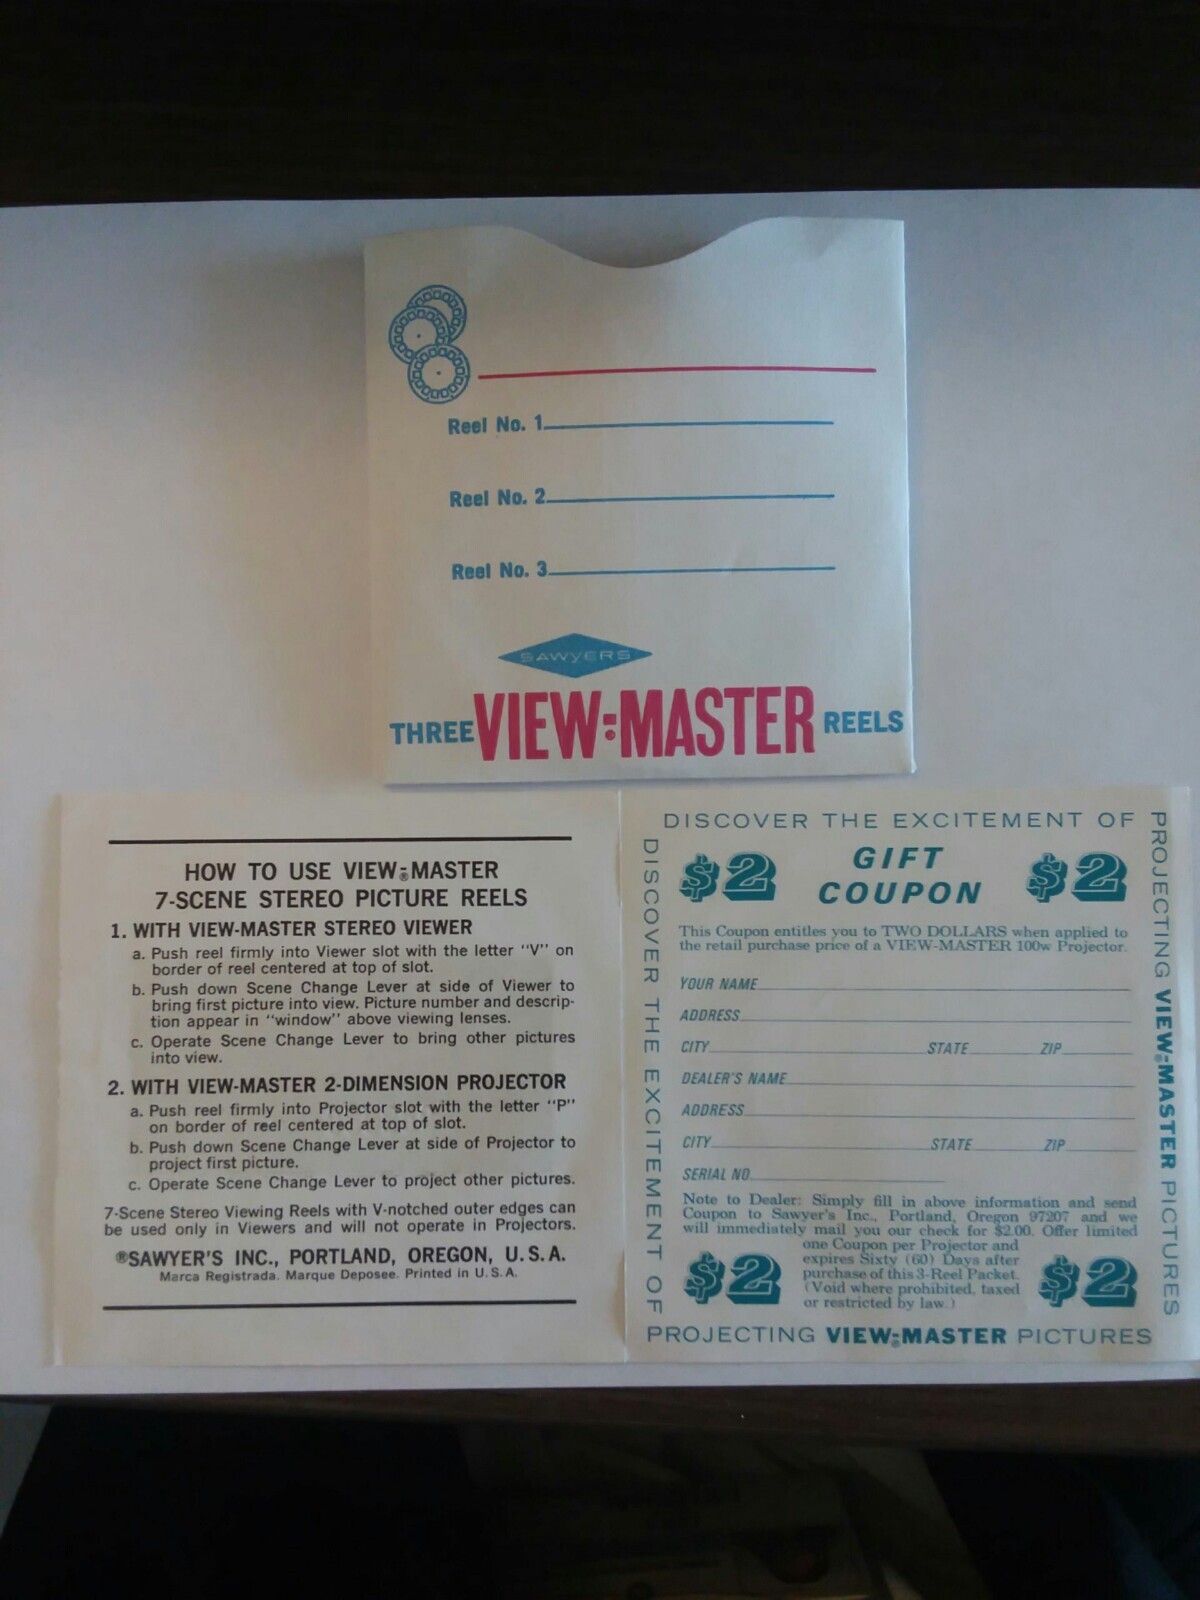 Reel No. 1
Reel No. 2
Reel No. 3
SAWYERS
THREE VIEW-MASTER REELS
HOW TO USE VIEW-MASTER
®
7-SCENE STEREO PICTURE REELS
1. WITH VIEW-MASTER STEREO VIEWER
a. Push reel firmly into Viewer slot with the letter "V" on
border of reel centered at top of slot.
b. Push down Scene Change Lever at side of Viewer to
bring first picture into view. Picture number and descrip-
tion appear in "window" above viewing lenses.
c. Operate Scene Change Lever to bring other pictures
into view.
2. WITH VIEW-MASTER 2-DIMENSION PROJECTOR
a. Push reel firmly into Projector slot with the letter "P"
on border of reel centered at top of slot.
b. Push down Scene Change Lever at side of Projector to
project first picture.
c. Operate Scene Change Lever to project other pictures.
7-Scene Stereo Viewing Reels with V-notched outer edges can
be used only in Viewers and will not operate in Projectors.
®SAWYER'S INC., PORTLAND, OREGON, U.S.A.
Marca Registrada. Marque Deposee. Printed in U.S.A.
DISCOVER THE EXCITEMENT OF
PROJECTING VIEW-MASTER PICTURES
DISCOVER THE EXCITEMENT OF
PROJECTING VIEW-MASTER PICTURES
$2 GIFT $2
COUPON
This Coupon entitles you to TWO DOLLARS when applied to
the retail purchase price of a VIEW-MASTER 100w Projector.
YOUR NAME
ADDRESS
CITY STATE ZIP
DEALER'S NAME
ADDRESS
CITY STATE ZIP
SERIAL NO.
Note to Dealer: Simply fill in above information and send
Coupon to Sawyer's Inc., Portland, Oregon 97207 and we
will immediately mail you our check for $2.00. Offer limited
one Coupon per Projector and
expires Sixty (60) Days after
$2 purchase of this 3-Reel Packet. $2
(Void where prohibited, taxed
or restricted by law.)